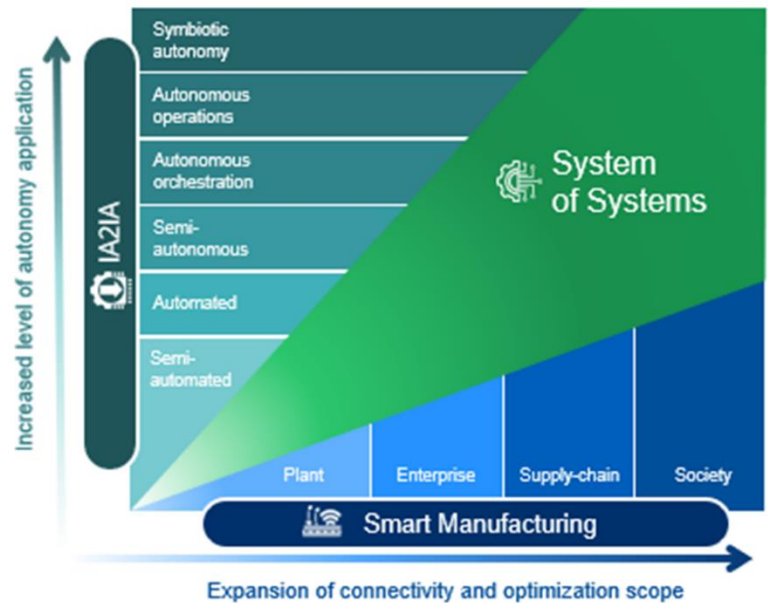 Increased level of autonomy application
IA2IA
Symbiotic
autonomy
Autonomous
operations
Autonomous
orchestration
Semi-
autonomous
Automated
Semi-
automated
System
of Systems
Plant
Enterprise
Supply-chain
Society
Smart Manufacturing
Expansion of connectivity and optimization scope